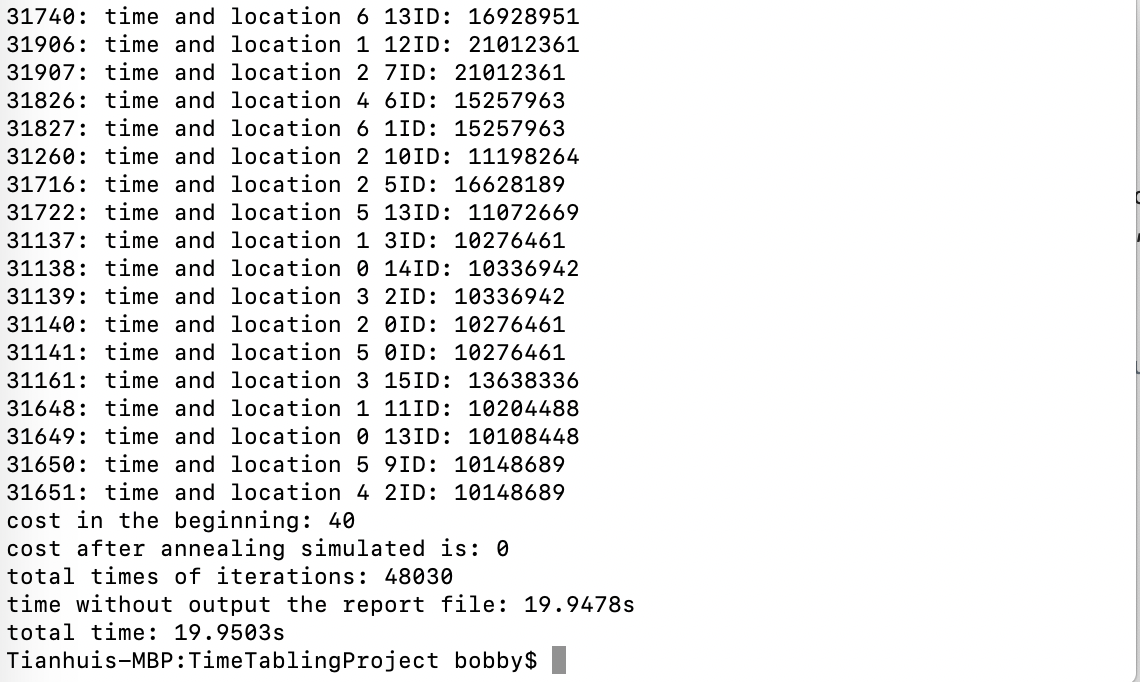 31740: time and location 6 13ID: 16928951
31906: time and location 1 12ID: 21012361
31907: time and location 2 7ID: 21012361
31826: time and location 4 6ID: 15257963
31827: time and location 6 1ID: 15257963
31260: time and location 2 10ID: 11198264
31716: time and location 2 5ID: 16628189
31722: time and location 5 13ID: 11072669
31137: time and location 1 3ID: 10276461
31138: time and location 0 14ID: 10336942
31139: time and location 3 2ID: 10336942
31140: time and location 2 0ID: 10276461
31141: time and location 5 0ID: 10276461
31161: time and location 3 15ID: 13638336
31648: time and location 1 11ID: 10204488
31649: time and location 0 13ID: 10108448
31650: time and location 5 9ID: 10148689
31651: time and location 4 2ID: 10148689
cost in the beginning: 40
cost after annealing simulated is: 0
total times of iterations: 48030
time without output the report file: 19.9478s
total time: 19.9503s
Tianhuis-MBP:TimeTablingProject bobby$